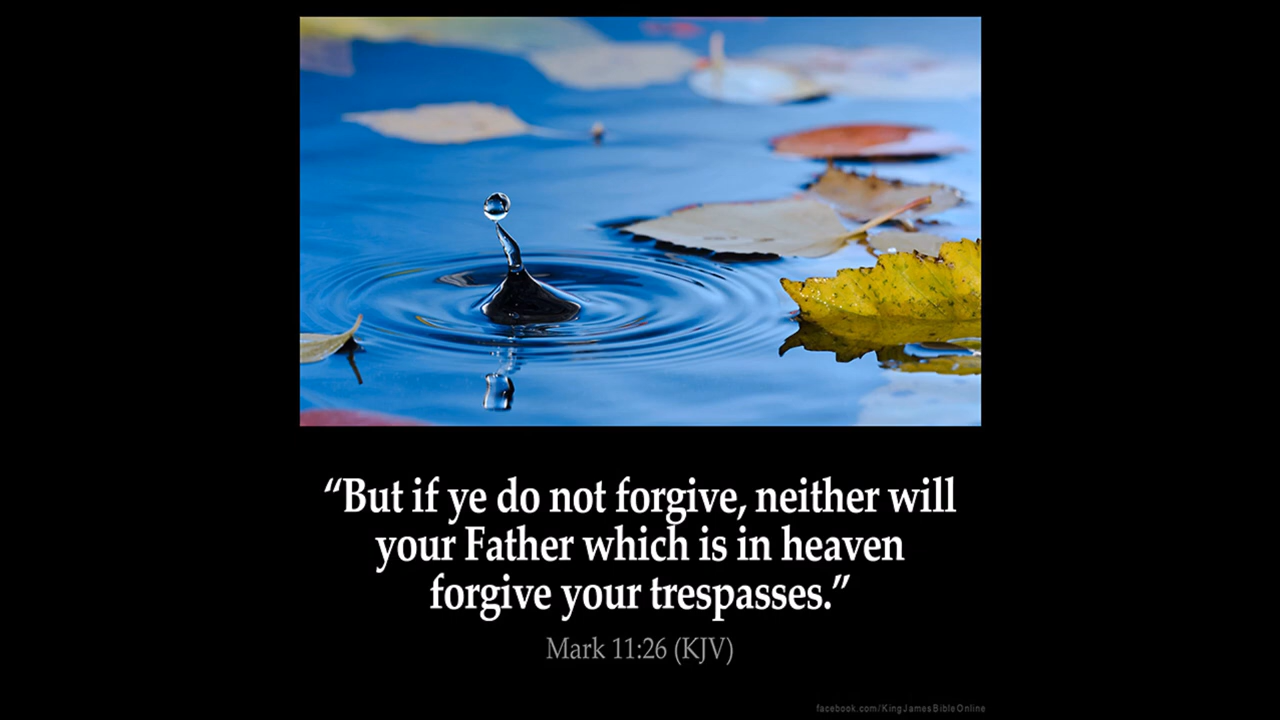 “But if ye do not forgive, neither will
your Father which is in heaven
forgive your trespasses.”
Mark 11:26 (KJV)
facebook.com/KingJamesBibleOnline